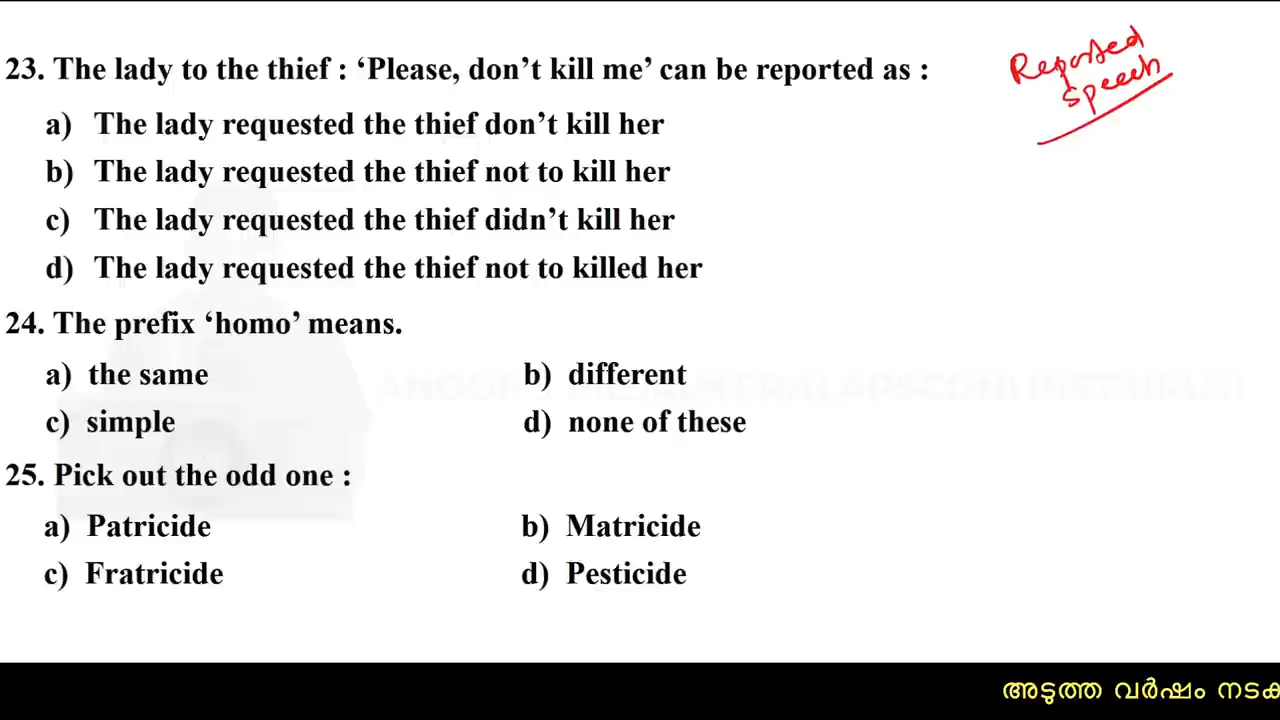 23. The lady to the thief : ‘Please, don’t kill me’ can be reported as :
Reported
Speech
a) The lady requested the thief don’t kill her
b) The lady requested the thief not to kill her
c) The lady requested the thief didn’t kill her
d) The lady requested the thief not to killed her
24. The prefix ‘homo’ means.
a) the same b) different
c) simple d) none of these
25. Pick out the odd one :
a) Patricide b) Matricide
c) Fratricide d) Pesticide
അടുത്ത വർഷം